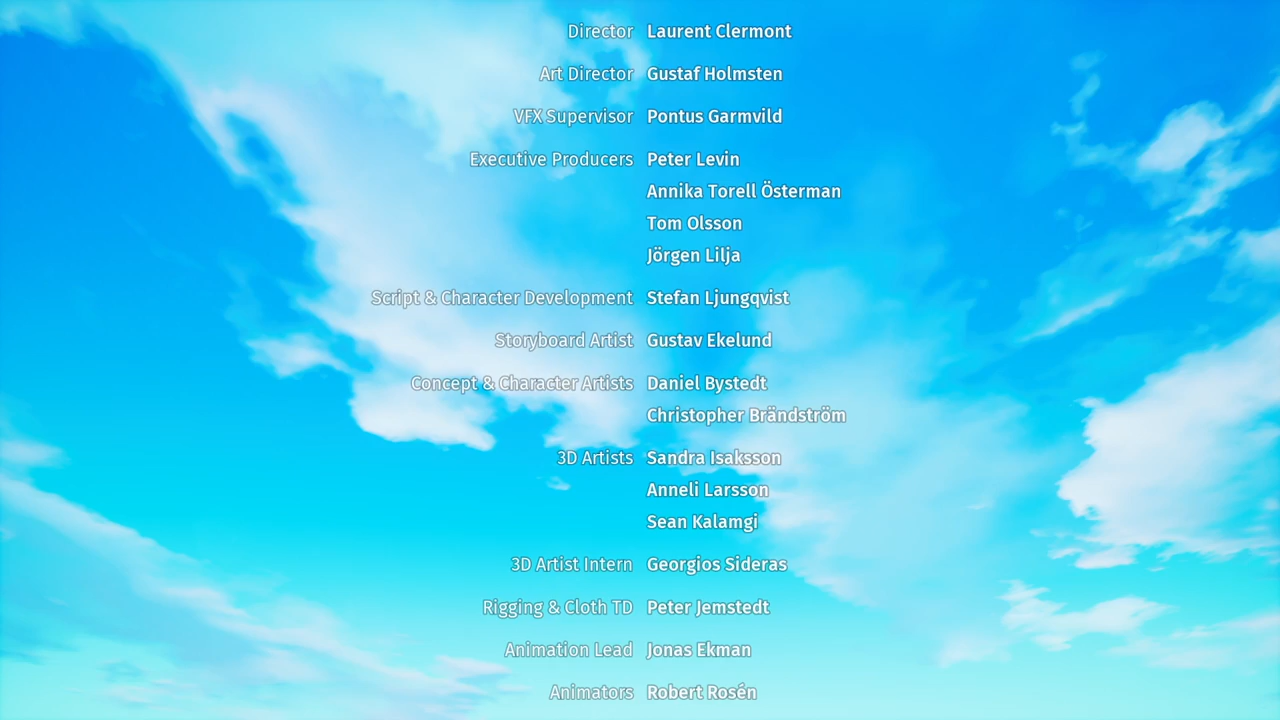 Director Laurent Clermont
Art Director Gustaf Holmsten
VFX Supervisor Pontus Garmvild
Executive Producers Peter Levin
Annika Torell Österman
Tom Olsson
Jörgen Lilja
Script & Character Development Stefan Ljungqvist
Storyboard Artist Gustav Ekelund
Concept & Character Artists Daniel Bystedt
Christopher Brändström
3D Artists Sandra Isaksson
Anneli Larsson
Sean Kalamgi
3D Artist Intern Georgios Sideras
Rigging & Cloth TD Peter Jemstedt
Animation Lead Jonas Ekman
Animators Robert Rosén